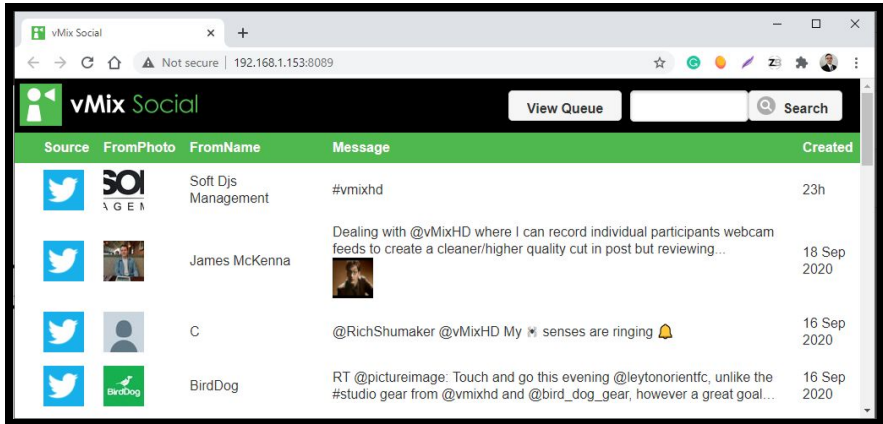 vMix Social
Not secure | 192.168.1.153:8089
vMix Social
View Queue
Search
Source FromPhoto FromName Message Created
SO
A G E M
Soft Djs
Management
#vmixhd
23h
James McKenna
Dealing with @vMixHD where I can record individual participants webcam
feeds to create a cleaner/higher quality cut in post but reviewing...
18 Sep
2020
C
@RichShumaker @vMixHD My senses are ringing 🔔
16 Sep
2020
BirdDog
BirdDog
RT @pictureimage: Touch and go this evening @leytonorientfc, unlike the
#studio gear from @vmixhd and @bird_dog_gear, however a great goal...
16 Sep
2020